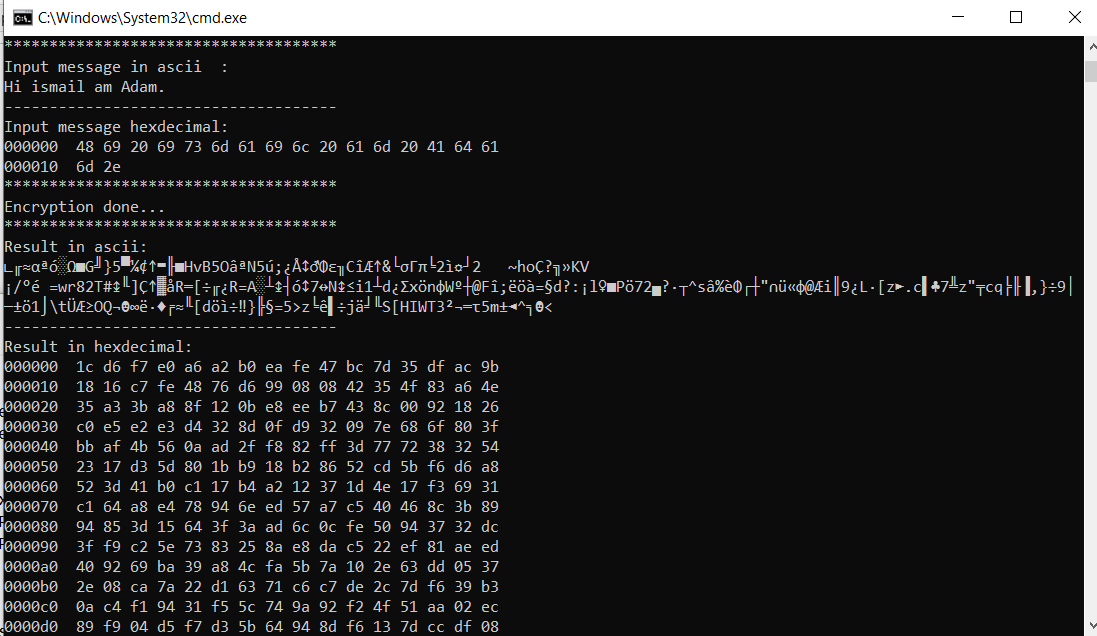 C:\Windows\System32\cmd.exe
*************************************
Input message in ascii  :
Hi ismail am Adam.
-------------------------------------
Input message hexdecimal:
000000  48 69 20 69 73 6d 61 69 6c 20 61 6d 20 41 64 61
000010  6d 2e
*************************************
Encryption done...
*************************************
Result in ascii:
-------------------------------------
Result in hexdecimal:
000000  1c d6 f7 e0 a6 a2 b0 ea fe 47 bc 7d 35 df ac 9b
000010  18 16 c7 fe 48 76 d6 99 08 08 42 35 4f 83 a6 4e
000020  35 a3 3b a8 8f 12 0b e8 ee b7 43 8c 00 92 18 26
000030  c0 e5 e2 e3 d4 32 8d 0f d9 32 09 7e 68 6f 80 3f
000040  bb af 4b 56 0a ad 2f f8 82 ff 3d 77 72 38 32 54
000050  23 17 d3 5d 80 1b b9 18 b2 86 52 cd 5b f6 d6 a8
000060  52 3d 41 b0 c1 17 b4 a2 12 37 1d 4e 17 f3 69 31
000070  c1 64 a8 e4 78 94 6e ed 57 a7 c5 40 46 8c 3b 89
000080  94 85 3d 15 64 3f 3a ad 6c 0c fe 50 94 37 32 dc
000090  3f f9 c2 5e 73 83 25 8a e8 da c5 22 ef 81 ae ed
0000a0  40 92 69 ba 39 a8 4c fa 5b 7a 10 2e 63 dd 05 37
0000b0  2e 08 ca 7a 22 d1 63 71 c6 c7 de 2c 7d f6 39 b3
0000c0  0a c4 f1 94 31 f5 5c 74 9a 92 f2 4f 51 aa 02 ec
0000d0  89 f9 04 d5 f7 d3 5b 64 94 8d f6 13 7d cc df 08